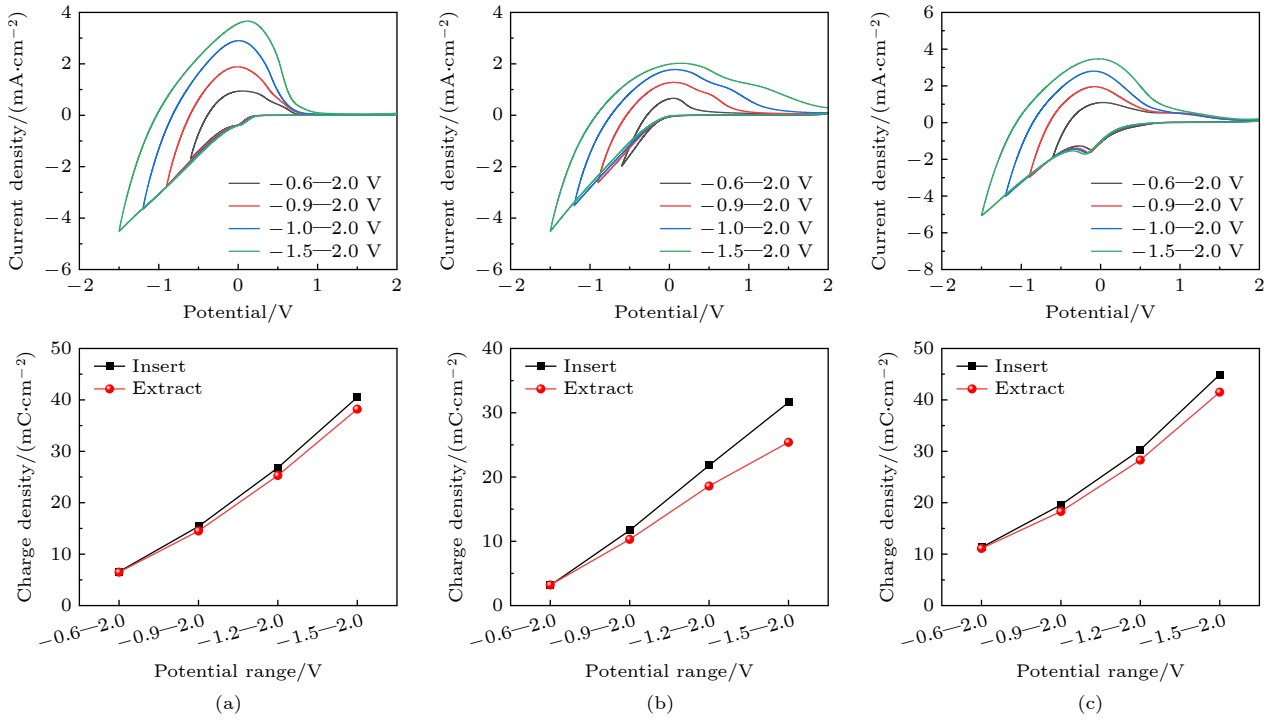 4
2
0
−2
−4
−6
−2
−1
0
1
2
Current density/(mA·cm−2)
Potential/V
−0.6—2.0 V
−0.9—2.0 V
−1.0—2.0 V
−1.5—2.0 V
4
2
0
−2
−4
−6
−2
−1
0
1
2
Current density/(mA·cm−2)
Potential/V
−0.6—2.0 V
−0.9—2.0 V
−1.0—2.0 V
−1.5—2.0 V
8
6
4
2
0
−2
−4
−6
−8
−2
−1
0
1
2
Current density/(mA·cm−2)
Potential/V
−0.6—2.0 V
−0.9—2.0 V
−1.0—2.0 V
−1.5—2.0 V
50
40
30
20
10
0
Charge density/(mC·cm−2)
Insert
Extract
−0.6—2.0
−0.9—2.0
−1.2—2.0
−1.5—2.0
Potential range/V
(a)
40
30
20
10
0
Charge density/(mC·cm−2)
Insert
Extract
−0.6—2.0
−0.9—2.0
−1.2—2.0
−1.5—2.0
Potential range/V
(b)
50
40
30
20
10
0
Charge density/(mC·cm−2)
Insert
Extract
−0.6—2.0
−0.9—2.0
−1.2—2.0
−1.5—2.0
Potential range/V
(c)